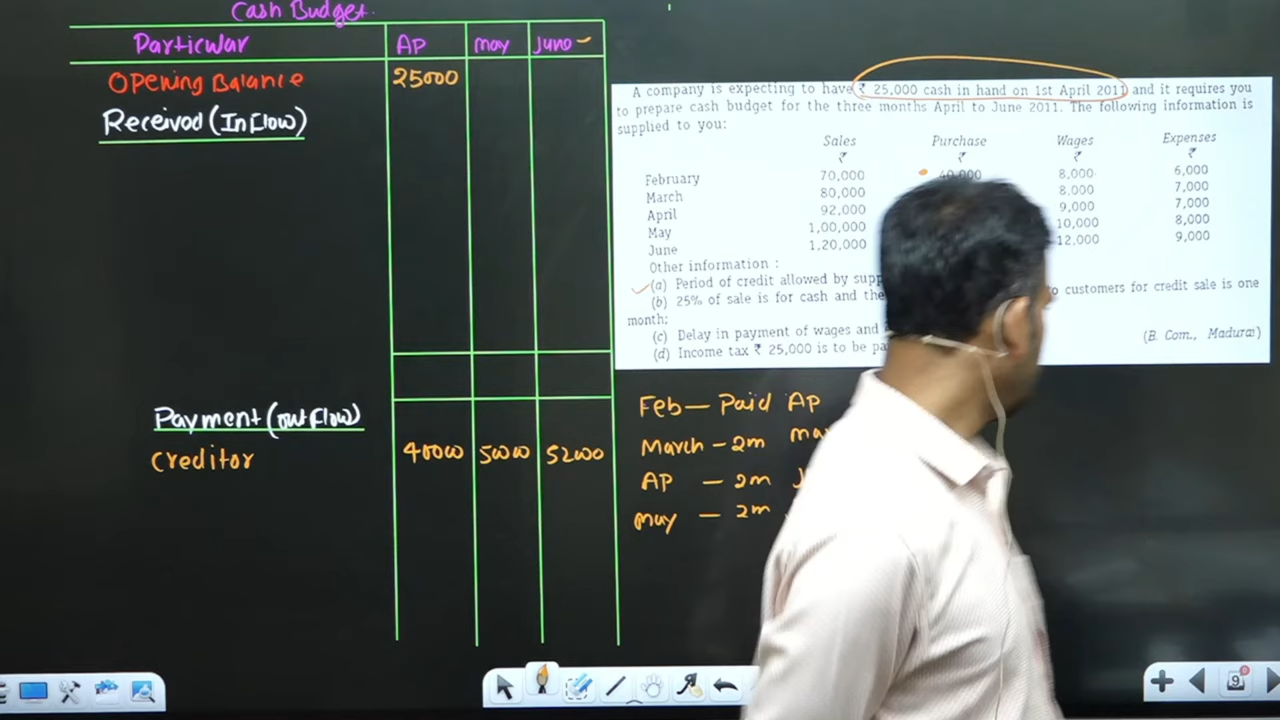 Cash Budget.
Particular AP may June
Opening Balance 25000
Received (Inflow)
Payment (outflow)
Creditor 40000 50000 52000
A company is expecting to have ₹ 25,000 cash in hand on 1st April 2011 and it requires you
to prepare cash budget for the three months April to June 2011. The following information is
supplied to you:
Sales Purchase Wages Expenses
₹ ₹ ₹ ₹
February 70,000 40,000 8,000 6,000
March 80,000 8,000 7,000
April 92,000 9,000 7,000
May 1,00,000 10,000 8,000
June 1,20,000 12,000 9,000
Other information :
(a) Period of credit allowed by
(b) 25% of sale is for cash and the to customers for credit sale is one
month;
(c) Delay in payment of wages and
(d) Income tax ₹ 25,000 is to be
(B. Com., Madurai)
Feb — Paid AP
March — 2m
AP — 2m
may — 2m
9